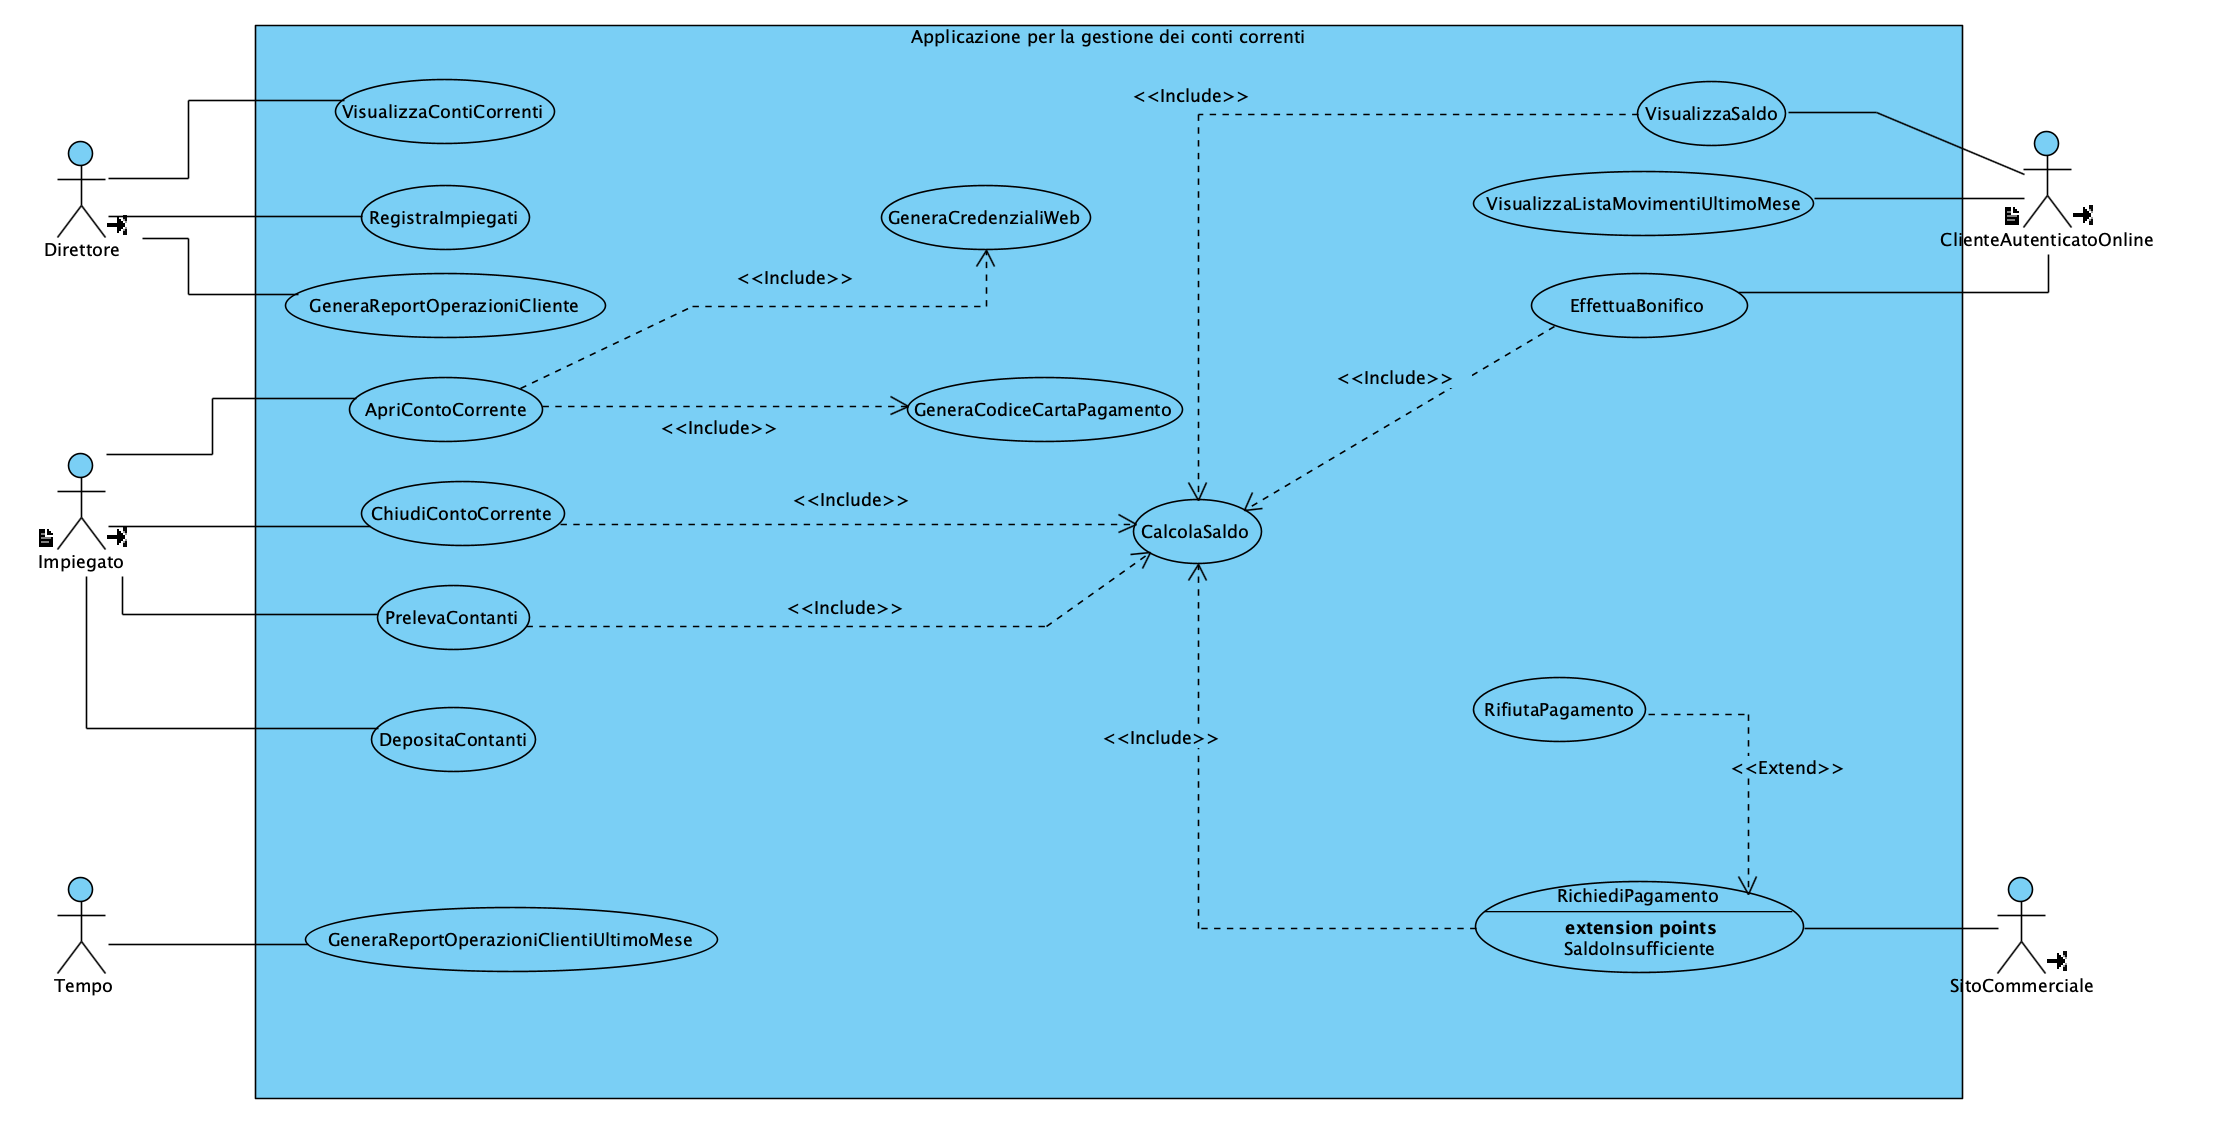 Applicazione per la gestione dei conti correnti
<<Include>>
VisualizzaContiCorrenti
VisualizzaSaldo
VisualizzaListaMovimentiUltimoMese
RegistraImpiegati
GeneraCredenzialiWeb
Direttore
ClienteAutenticatoOnline
<<Include>>
GeneraReportOperazioniCliente
EffettuaBonifico
<<Include>>
ApriContoCorrente
GeneraCodiceCartaPagamento
<<Include>>
<<Include>>
ChiudiContoCorrente
CalcolaSaldo
Impiegato
<<Include>>
PrelevaContanti
RifiutaPagamento
<<Include>>
DepositaContanti
<<Extend>>
RichiediPagamento
extension points
SaldoInsufficiente
GeneraReportOperazioniClientiUltimoMese
Tempo
SitoCommerciale